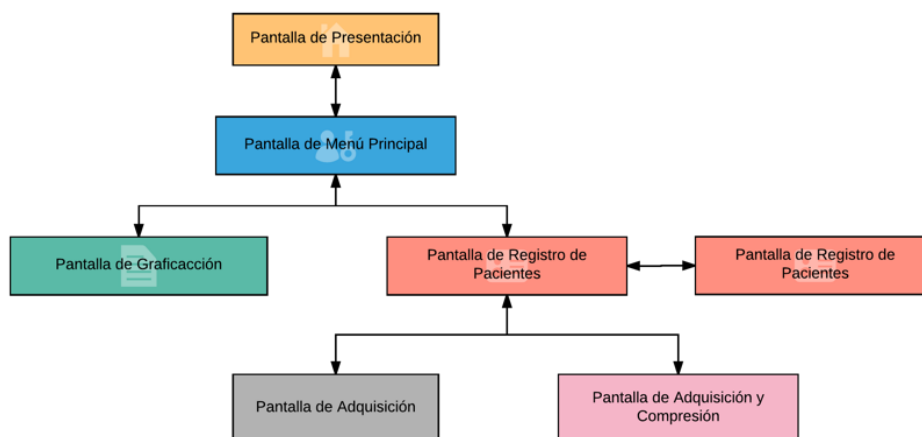 Pantalla de Presentación
Pantalla de Menú Principal
Pantalla de Graficacción
Pantalla de Registro de
Pacientes
Pantalla de Registro de
Pacientes
Pantalla de Adquisición
Pantalla de Adquisición y
Compresión